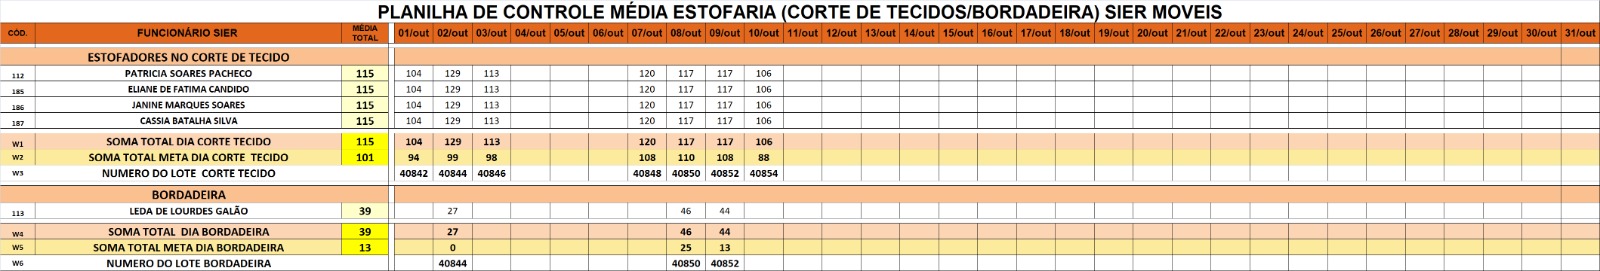 PLANILHA DE CONTROLE MÉDIA ESTOFARIA (CORTE DE TECIDOS/BORDADEIRA) SIER MOVEIS
CÓD. FUNCIONÁRIO SIER MÉDIA TOTAL 01/out 02/out 03/out 04/out 05/out 06/out 07/out 08/out 09/out 10/out 11/out 12/out 13/out 14/out 15/out 16/out 17/out 18/out 19/out 20/out 21/out 22/out 23/out 24/out 25/out 26/out 27/out 28/out 29/out 30/out 31/out
ESTOFADORES NO CORTE DE TECIDO
112 PATRICIA SOARES PACHECO 115 104 129 113 120 117 117 106
185 ELIANE DE FATIMA CANDIDO 115 104 129 113 120 117 117 106
186 JANINE MARQUES SOARES 115 104 129 113 120 117 117 106
187 CASSIA BATALHA SILVA 115 104 129 113 120 117 117 106
W1 SOMA TOTAL DIA CORTE TECIDO 115 104 129 113 120 117 117 106
W2 SOMA TOTAL META DIA CORTE TECIDO 101 94 99 98 108 110 108 88
W3 NUMERO DO LOTE CORTE TECIDO 40842 40844 40846 40848 40850 40852 40854
BORDADEIRA
113 LEDA DE LOURDES GALÃO 39 27 46 44
W4 SOMA TOTAL DIA BORDADEIRA 39 27 46 44
W5 SOMA TOTAL META DIA BORDADEIRA 13 0 25 13
W6 NUMERO DO LOTE BORDADEIRA 40844 40850 40852